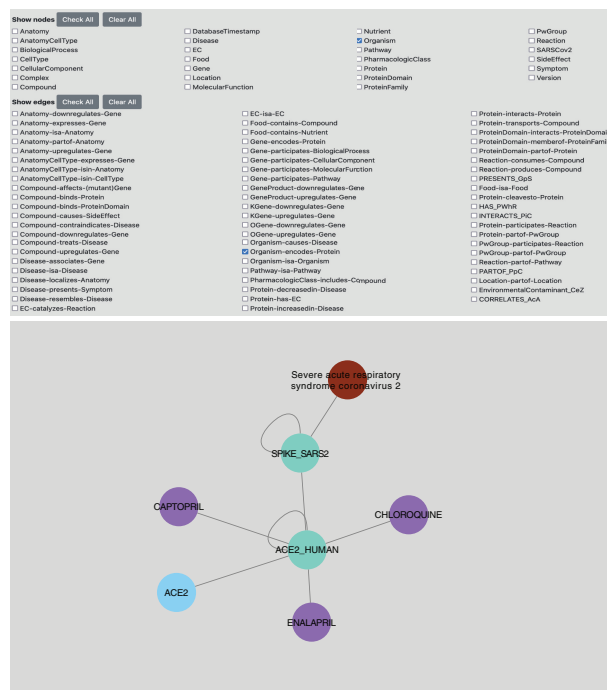 Show nodes Check All Clear All
Anatomy DatabaseTimestamp Nutrient PwGroup
AnatomyCellType Disease Organism Reaction
BiologicalProcess EC Pathway SARSCov2
CellType Food PharmacologicClass SideEffect
CellularComponent Gene Protein Symptom
Complex Location ProteinDomain Version
Compound MolecularFunction ProteinFamily
Show edges Check All Clear All
Anatomy-downregulates-Gene EC-isa-EC Protein-interacts-Protein
Anatomy-expresses-Gene Food-contains-Compound Protein-transports-Compound
Anatomy-isa-Anatomy Food-contains-Nutrient ProteinDomain-interacts-ProteinDomai
Anatomy-partof-Anatomy Gene-encodes-Protein ProteinDomain-memberof-ProteinFami
Anatomy-upregulates-Gene Gene-participates-BiologicalProcess ProteinDomain-partof-Protein
AnatomyCellType-expresses-Gene Gene-participates-CellularComponent Reaction-consumes-Compound
AnatomyCellType-isin-Anatomy Gene-participates-MolecularFunction Reaction-produces-Compound
AnatomyCellType-isin-CellType Gene-participates-Pathway PRESENTS_GpS
Compound-affects-(mutant)Gene GeneProduct-downregulates-Gene Food-isa-Food
Compound-binds-Protein GeneProduct-upregulates-Gene Protein-cleavesto-Protein
Compound-binds-ProteinDomain KGene-downregulates-Gene HAS_PWhR
Compound-causes-SideEffect KGene-upregulates-Gene INTERACTS_PiC
Compound-contraindicates-Disease OGene-downregulates-Gene Protein-participates-Reaction
Compound-downregulates-Gene OGene-upregulates-Gene Protein-partof-PwGroup
Compound-treats-Disease Organism-causes-Disease PwGroup-participates-Reaction
Compound-upregulates-Gene Organism-encodes-Protein PwGroup-partof-PwGroup
Disease-associates-Gene Organism-isa-Organism Reaction-partof-Pathway
Disease-isa-Disease Pathway-isa-Pathway PARTOF_PpC
Disease-localizes-Anatomy PharmacologicClass-includes-Compound Location-partof-Location
Disease-presents-Symptom Protein-decreasedin-Disease EnvironmentalContaminant_CeZ
Disease-resembles-Disease Protein-has-EC CORRELATES_AcA
EC-catalyzes-Reaction Protein-increasedin-Disease
Severe acute respiratory
syndrome coronavirus 2
SPIKE_SARS2
CAPTOPRIL
CHLOROQUINE
ACE2_HUMAN
ACE2
ENALAPRIL